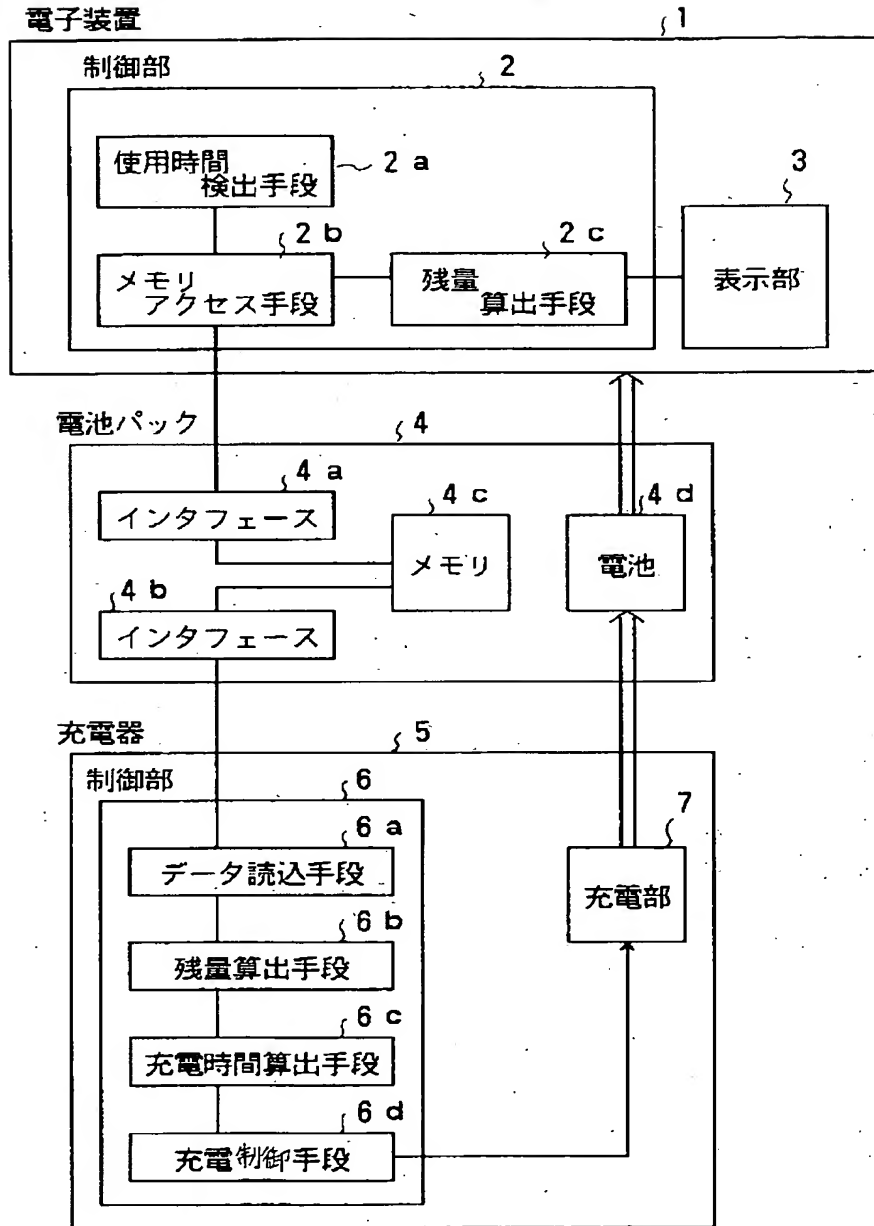 電子装置
1
制御部
2
使用時間
検出手段
2a
2b
メモリ
アクセス手段
2c
残量
算出手段
3
表示部
電池パック
4
4a
インタフェース
4b
インタフェース
4c
メモリ
4d
電池
充電器
5
制御部
6
6a
データ読込手段
6b
残量算出手段
6c
充電時間算出手段
6d
充電制御手段
7
充電部